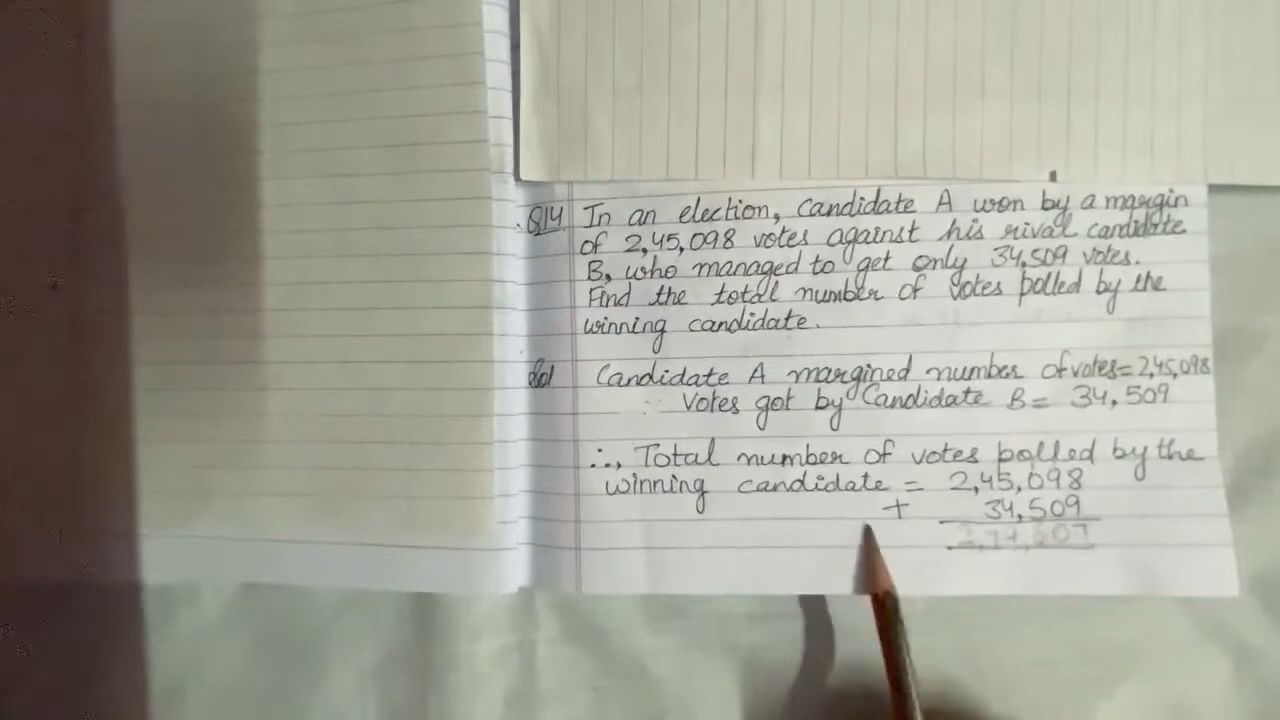 Q14 In an election, Candidate A won by a margin
of 2,45,098 votes against his rival candidate
B, who managed to get only 34,509 votes.
Find the total number of votes polled by the
winning candidate.
Sol Candidate A margined number of votes = 2,45,098
Votes got by Candidate B = 34,509
∴, Total number of votes polled by the
winning candidate = 2,45,098
+ 34,509